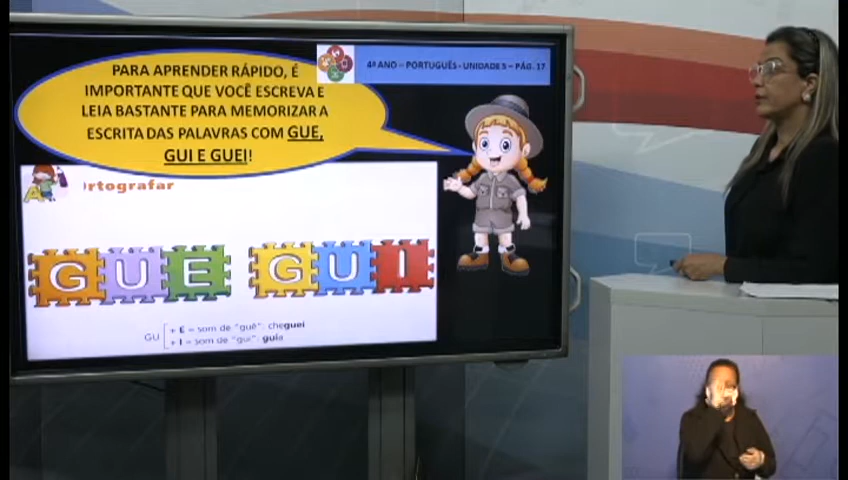 4º ANO – PORTUGUÊS - UNIDADE 5 – PÁG. 17
PARA APRENDER RÁPIDO, É
IMPORTANTE QUE VOCÊ ESCREVA E
LEIA BASTANTE PARA MEMORIZAR A
ESCRITA DAS PALAVRAS COM GUE,
GUI E GUEI!
rtografar
GUE GUI
GU
+ E = som de "guê": cheguei
+ I = som de "gui": guia